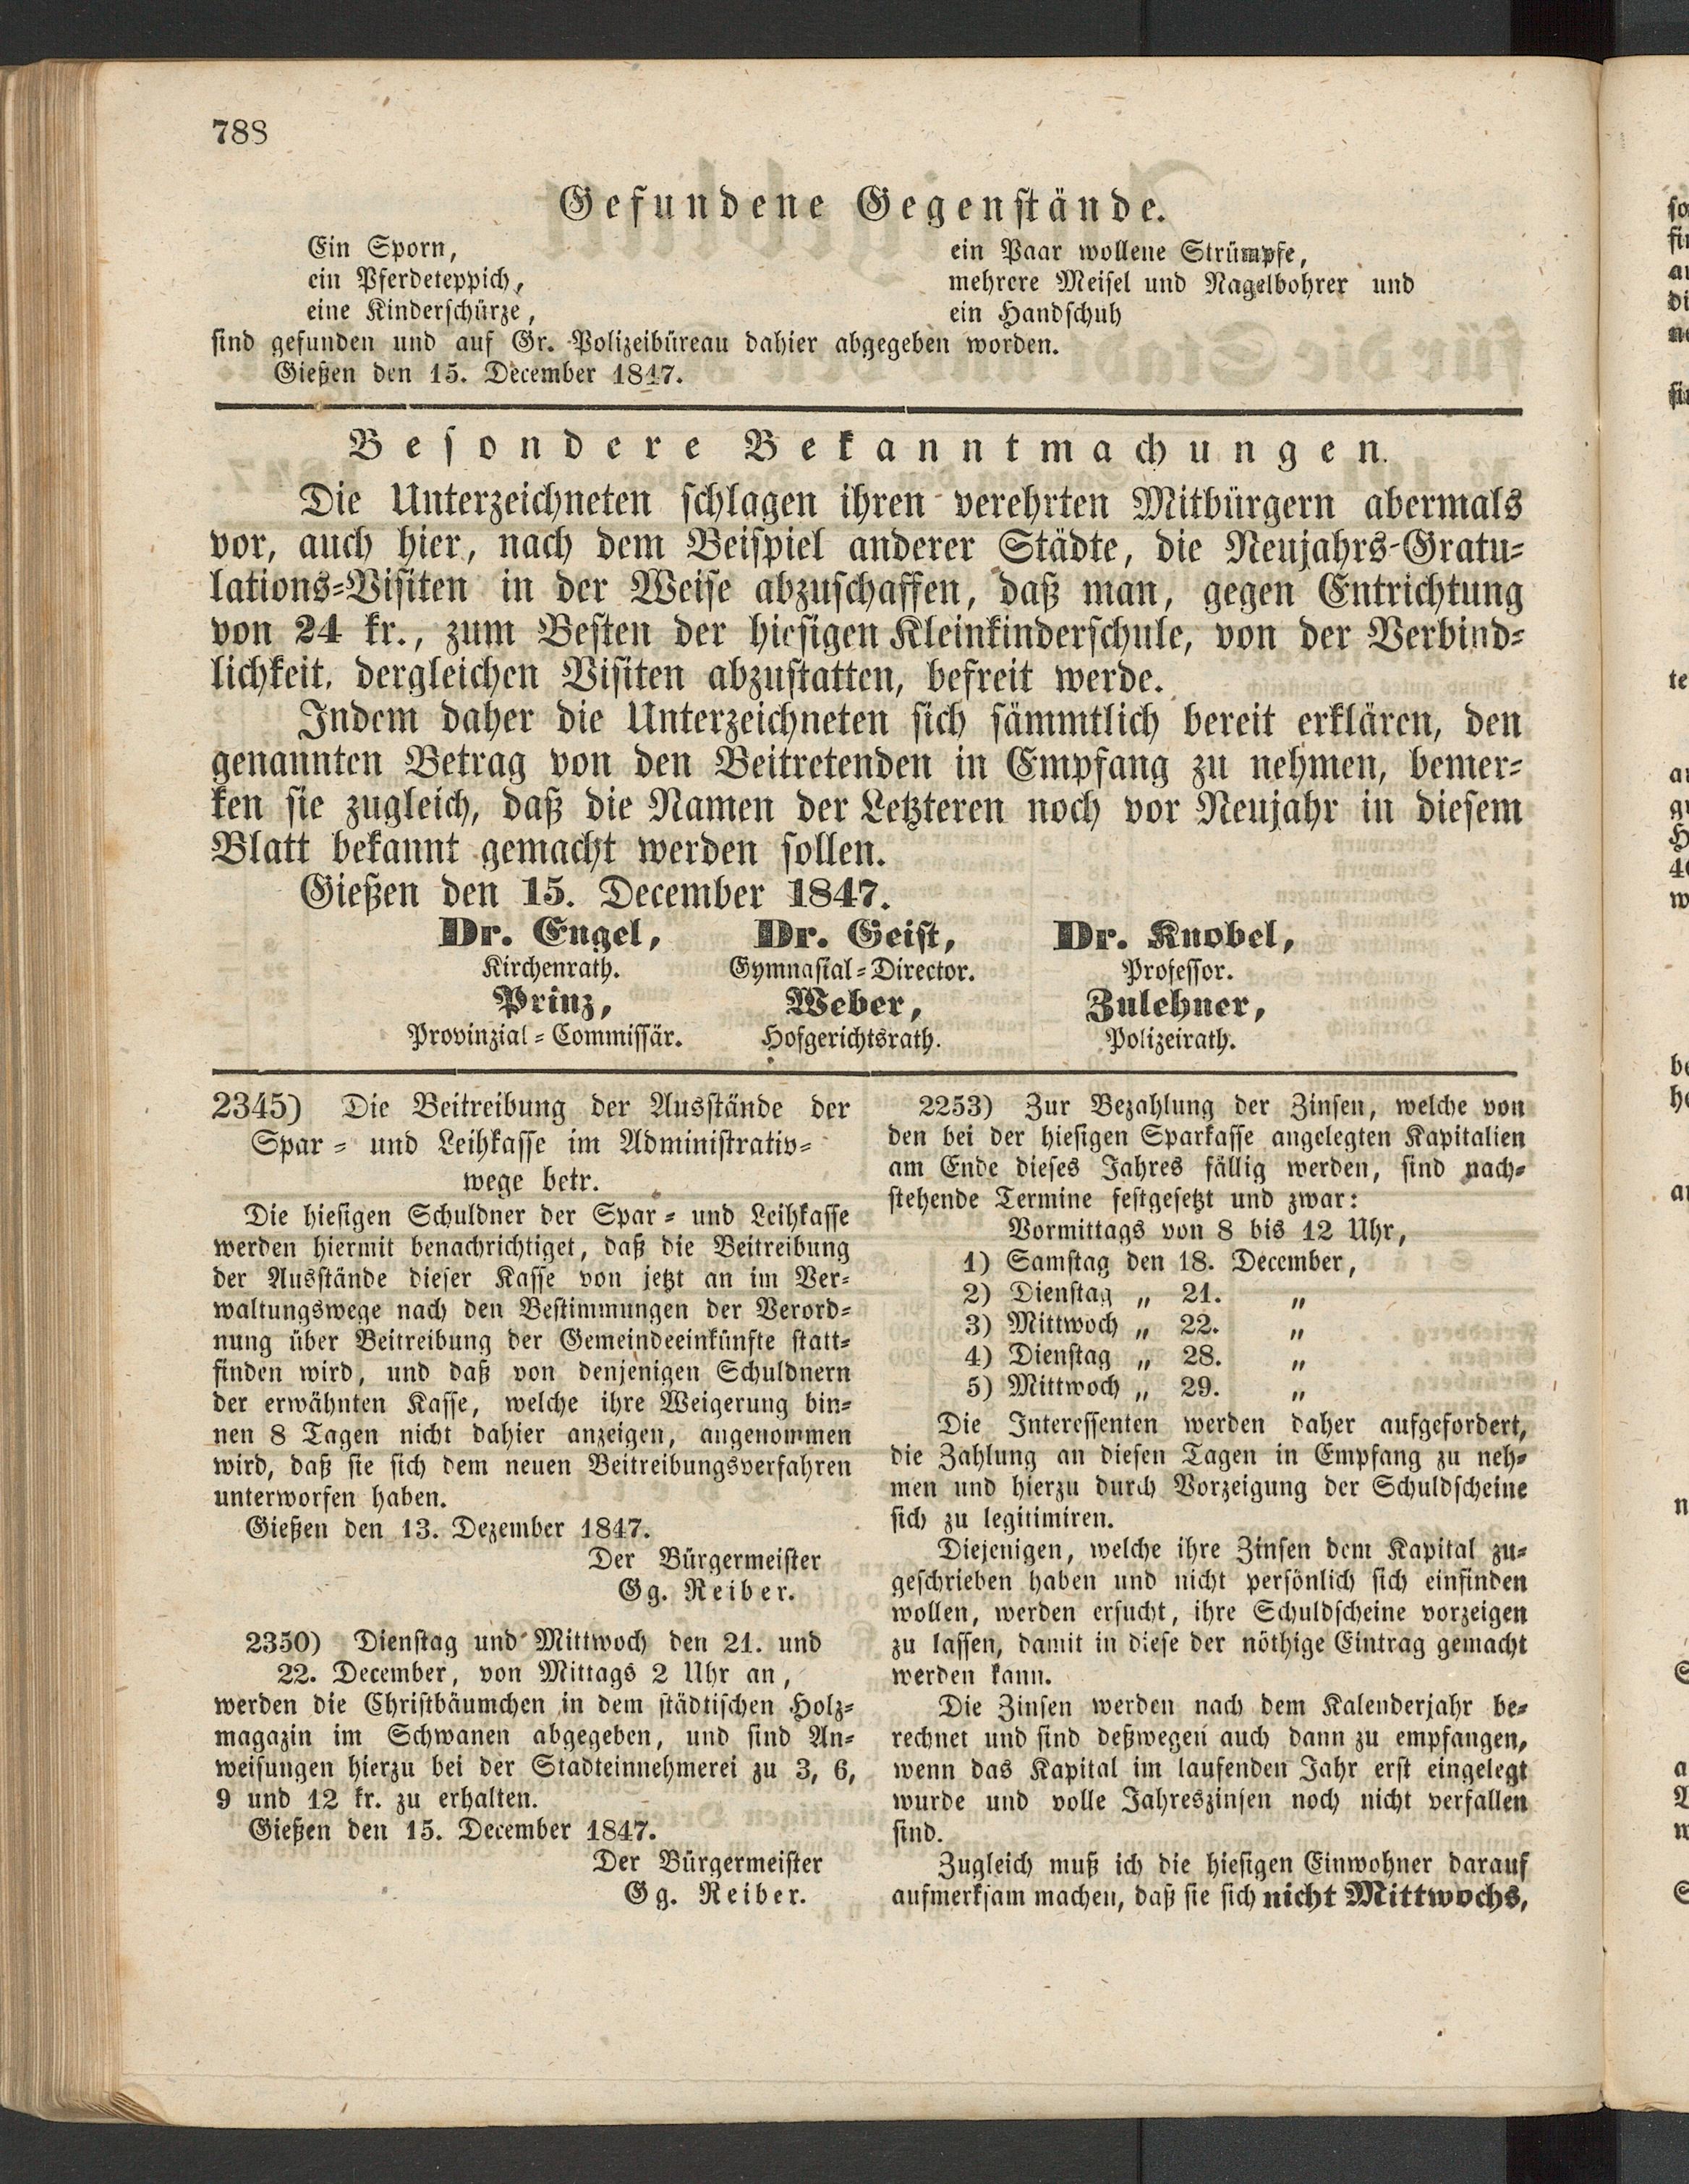 788
Gefundene Gegenstände.
Ein Sporn,
ein Pferdeteppich,
eine Kinderschürze,
ein Paar wollene Strümpfe,
mehrere Meisel und Nagelbohrer und
ein Handschuh
sind gefunden und auf Gr. Polizeibüreau dahier abgegeben worden.
Gießen den 15. December 1847.
Besondere Bekanntmachungen.
Die Unterzeichneten schlagen ihren verehrten Mitbürgern abermals
vor, auch hier, nach dem Beispiel anderer Städte, die Neujahrs-Gratu-
lations-Visiten in der Weise abzuschaffen, daß man, gegen Entrichtung
von 24 kr., zum Besten der hiesigen Kleinkinderschule, von der Verbind-
lichkeit, dergleichen Visiten abzustatten, befreit werde.
Indem daher die Unterzeichneten sich sämmtlich bereit erklären, den
genannten Betrag von den Beitretenden in Empfang zu nehmen, bemer-
ken sie zugleich, daß die Namen der Letzteren noch vor Neujahr in diesem
Blatt bekannt gemacht werden sollen.
Gießen den 15. December 1847.
Dr. Engel, Dr. Geist, Dr. Knobel,
Kirchenrath. Gymnasial-Director. Professor.
Prinz, Weber, Zulehner,
Provinzial-Commissär. Hofgerichtsrath. Polizeirath.
2345) Die Beitreibung der Ausstände der
Spar- und Leihkasse im Administrativ-
wege betr.
Die hiesigen Schuldner der Spar- und Leihkasse
werden hiermit benachrichtiget, daß die Beitreibung
der Ausstände dieser Kasse von jetzt an im Ver-
waltungswege nach den Bestimmungen der Verord-
nung über Beitreibung der Gemeindeeinkünfte statt-
finden wird, und daß von denjenigen Schuldnern
der erwähnten Kasse, welche ihre Weigerung bin-
nen 8 Tagen nicht dahier anzeigen, angenommen
wird, daß sie sich dem neuen Beitreibungsverfahren
unterworfen haben.
Gießen den 13. Dezember 1847.
Der Bürgermeister
Gg. Reiber.
2350) Dienstag und Mittwoch den 21. und
22. December, von Mittags 2 Uhr an,
werden die Christbäumchen in dem städtischen Holz-
magazin im Schwanen abgegeben, und sind An-
weisungen hierzu bei der Stadteinnehmerei zu 3, 6,
9 und 12 kr. zu erhalten.
Gießen den 15. December 1847.
Der Bürgermeister
Gg. Reiber.
2253) Zur Bezahlung der Zinsen, welche von
den bei der hiesigen Sparkasse angelegten Kapitalien
am Ende dieses Jahres fällig werden, sind nach-
stehende Termine festgesetzt und zwar:
Vormittags von 8 bis 12 Uhr,
1) Samstag den 18. December,
2) Dienstag „ 21. „
3) Mittwoch „ 22. „
4) Dienstag „ 28. „
5) Mittwoch „ 29. „
Die Interessenten werden daher aufgefordert,
die Zahlung an diesen Tagen in Empfang zu neh-
men und hierzu durch Vorzeigung der Schuldscheine
sich zu legitimiren.
Diejenigen, welche ihre Zinsen dem Kapital zu-
geschrieben haben und nicht persönlich sich einfinden
wollen, werden ersucht, ihre Schuldscheine vorzeigen
zu lassen, damit in diese der nöthige Eintrag gemacht
werden kann.
Die Zinsen werden nach dem Kalenderjahr be-
rechnet und sind deßwegen auch dann zu empfangen,
wenn das Kapital im laufenden Jahr erst eingelegt
wurde und volle Jahreszinsen noch nicht verfallen
sind.
Zugleich muß ich die hiesigen Einwohner darauf
aufmerksam machen, daß sie sich nicht Mittwochs,